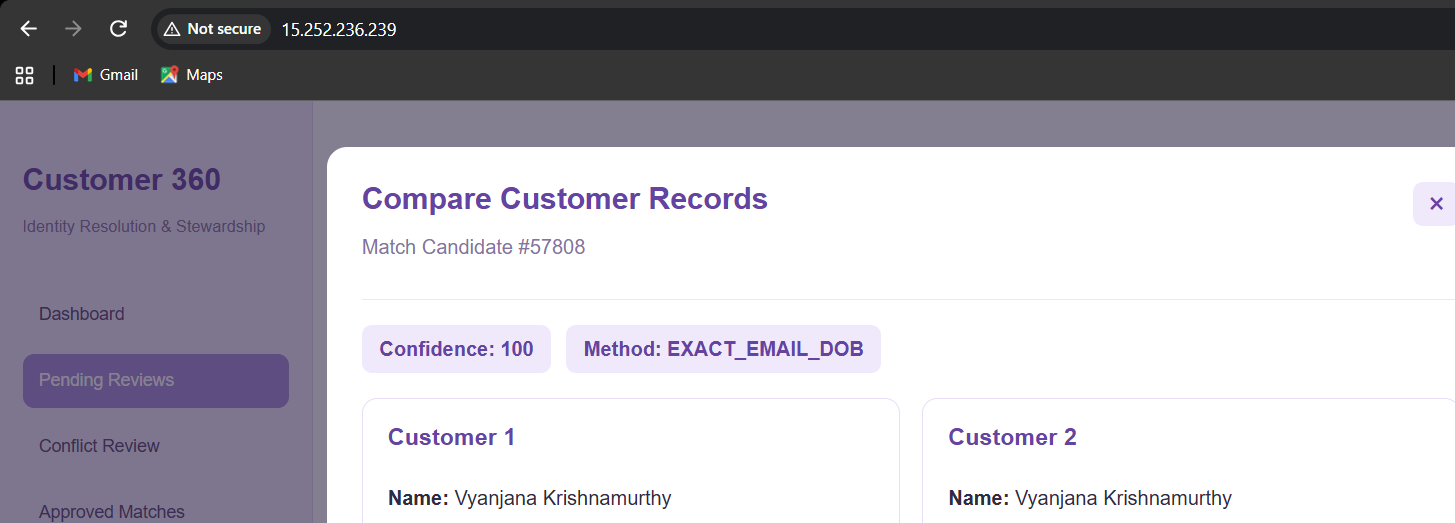 Not secure 15.252.236.239
Gmail Maps
Customer 360
Identity Resolution & Stewardship
Dashboard
Pending Reviews
Conflict Review
Approved Matches
Compare Customer Records
×
Match Candidate #57808
Confidence: 100 Method: EXACT_EMAIL_DOB
Customer 1
Name: Vyanjana Krishnamurthy
Customer 2
Name: Vyanjana Krishnamurthy